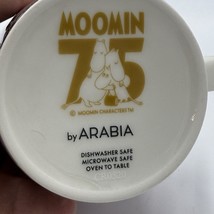 MOOMIN
75
© MOOMIN CHARACTERS™
by ARABIA
DISHWASHER SAFE
MICROWAVE SAFE
OVEN TO TABLE